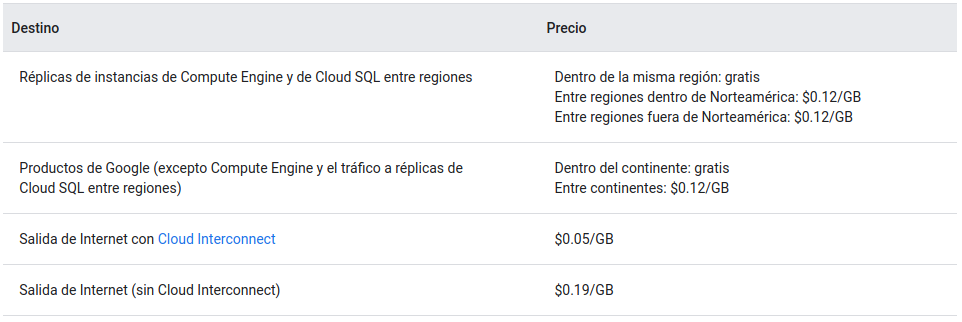 Destino
Precio
Réplicas de instancias de Compute Engine y de Cloud SQL entre regiones
Dentro de la misma región: gratis
Entre regiones dentro de Norteamérica: $0.12/GB
Entre regiones fuera de Norteamérica: $0.12/GB
Productos de Google (excepto Compute Engine y el tráfico a réplicas de
Cloud SQL entre regiones)
Dentro del continente: gratis
Entre continentes: $0.12/GB
Salida de Internet con Cloud Interconnect
$0.05/GB
Salida de Internet (sin Cloud Interconnect)
$0.19/GB